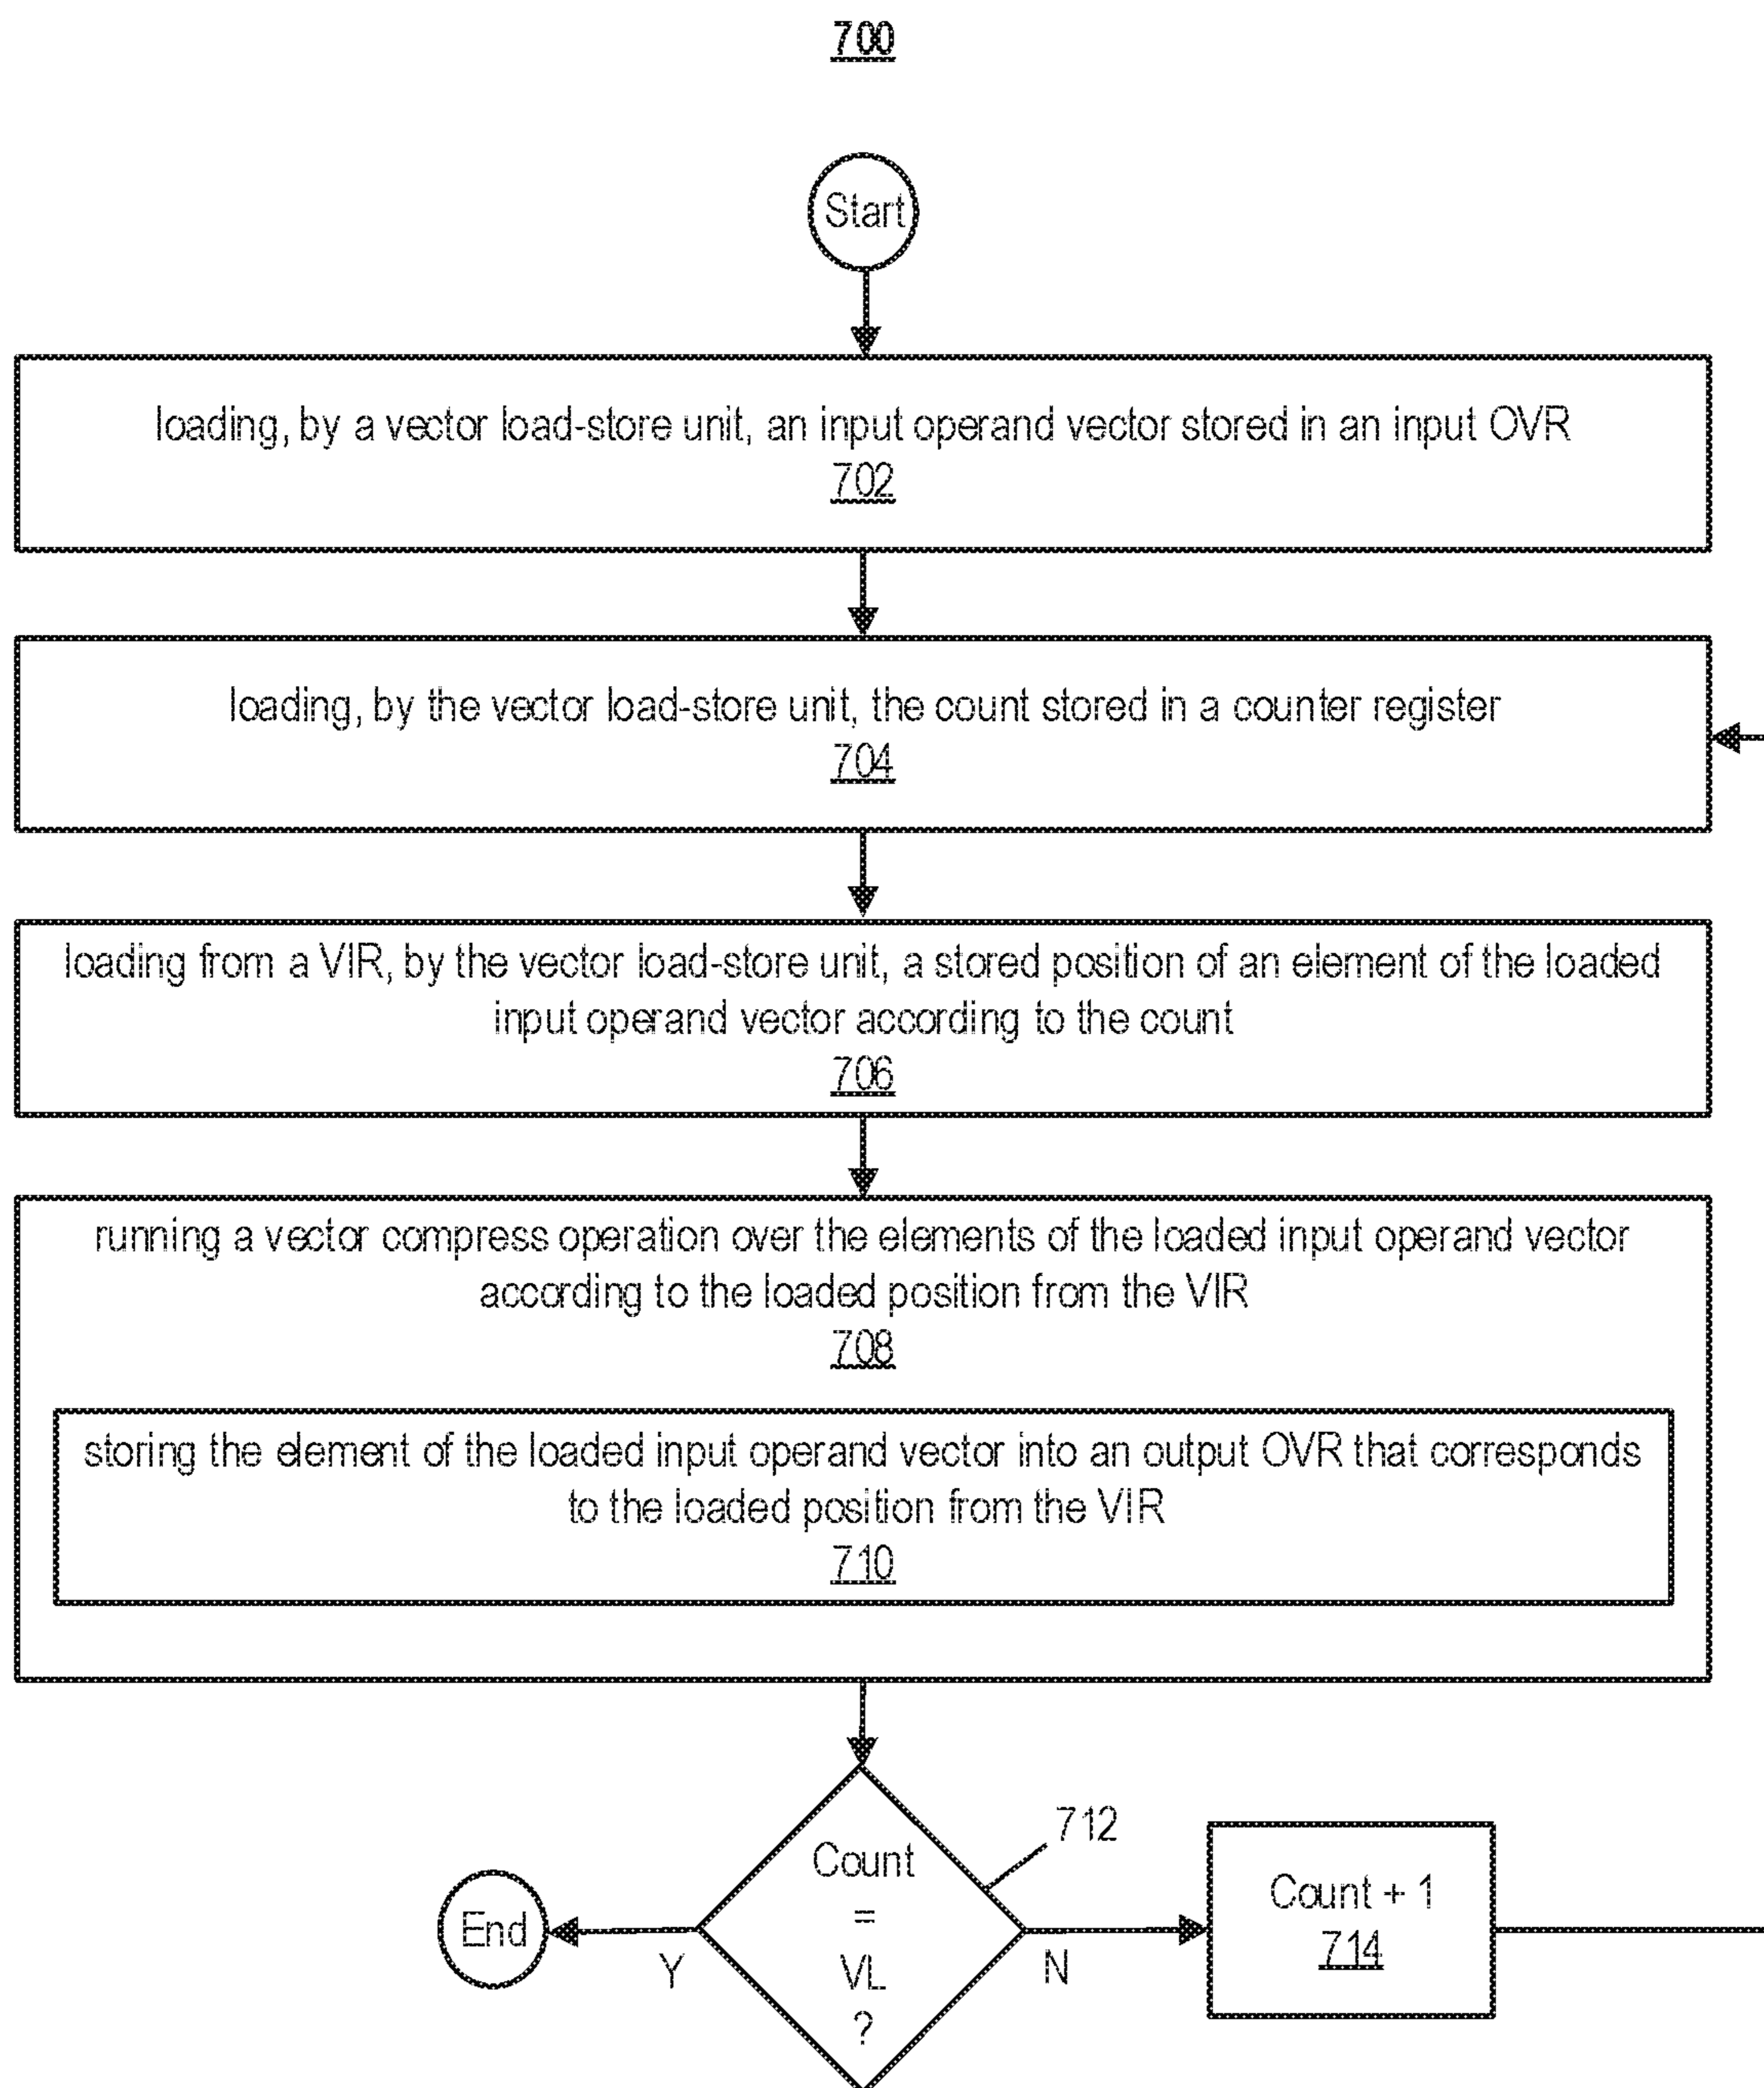 700
Start
loading, by a vector load-store unit, an input operand vector stored in an input OVR
702
loading, by the vector load-store unit, the count stored in a counter register
704
loading from a VIR, by the vector load-store unit, a stored position of an element of the loaded
input operand vector according to the count
706
running a vector compress operation over the elements of the loaded input operand vector
according to the loaded position from the VIR
708
storing the element of the loaded input operand vector into an output OVR that corresponds
to the loaded position from the VIR
710
712
Count
=
VL
?
Y
N
End
Count + 1
714